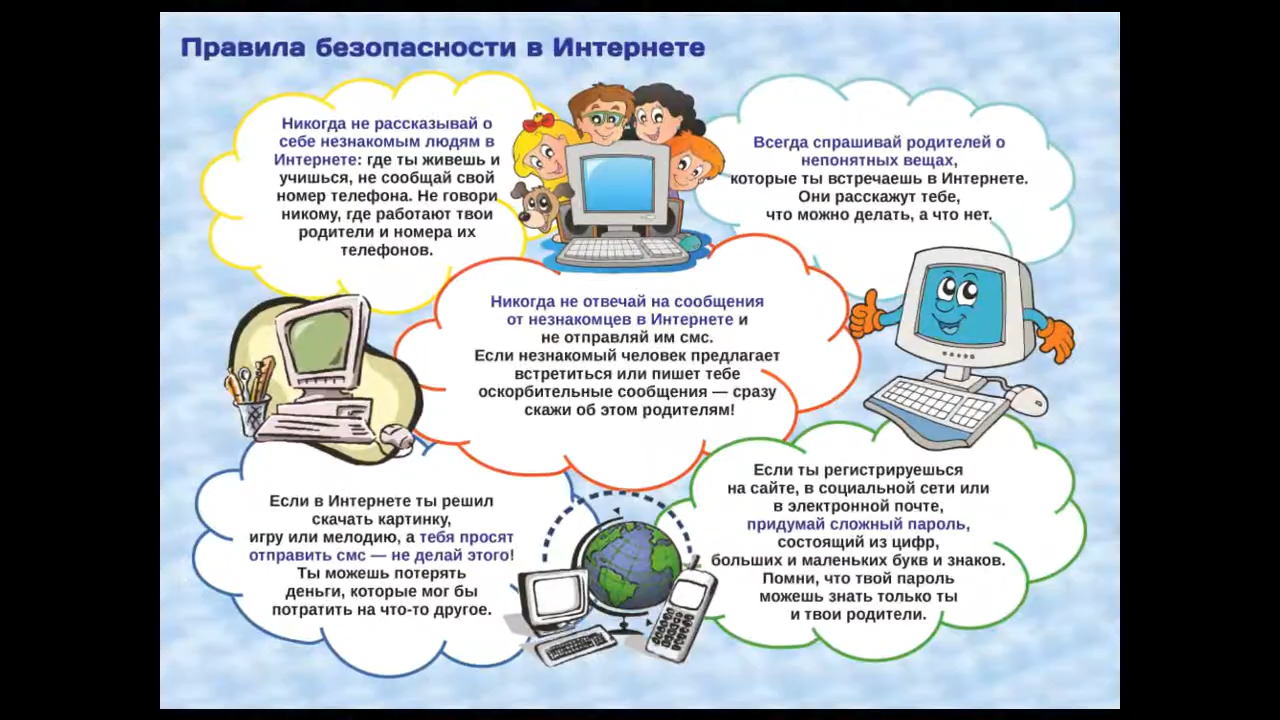 Правила безопасности в Интернете
Никогда не рассказывай о
себе незнакомым людям в
Интернете: где ты живешь и
учишься, не сообщай свой
номер телефона. Не говори
никому, где работают твои
родители и номера их
телефонов.
Всегда спрашивай родителей о
непонятных вещах,
которые ты встречаешь в Интернете.
Они расскажут тебе,
что можно делать, а что нет.
Никогда не отвечай на сообщения
от незнакомцев в Интернете и
не отправляй им смс.
Если незнакомый человек предлагает
встретиться или пишет тебе
оскорбительные сообщения — сразу
скажи об этом родителям!
Если в Интернете ты решил
скачать картинку,
игру или мелодию, а тебя просят
отправить смс — не делай этого!
Ты можешь потерять
деньги, которые мог бы
потратить на что-то другое.
Если ты регистрируешься
на сайте, в социальной сети или
в электронной почте,
придумай сложный пароль,
состоящий из цифр,
больших и маленьких букв и знаков.
Помни, что твой пароль
можешь знать только ты
и твои родители.